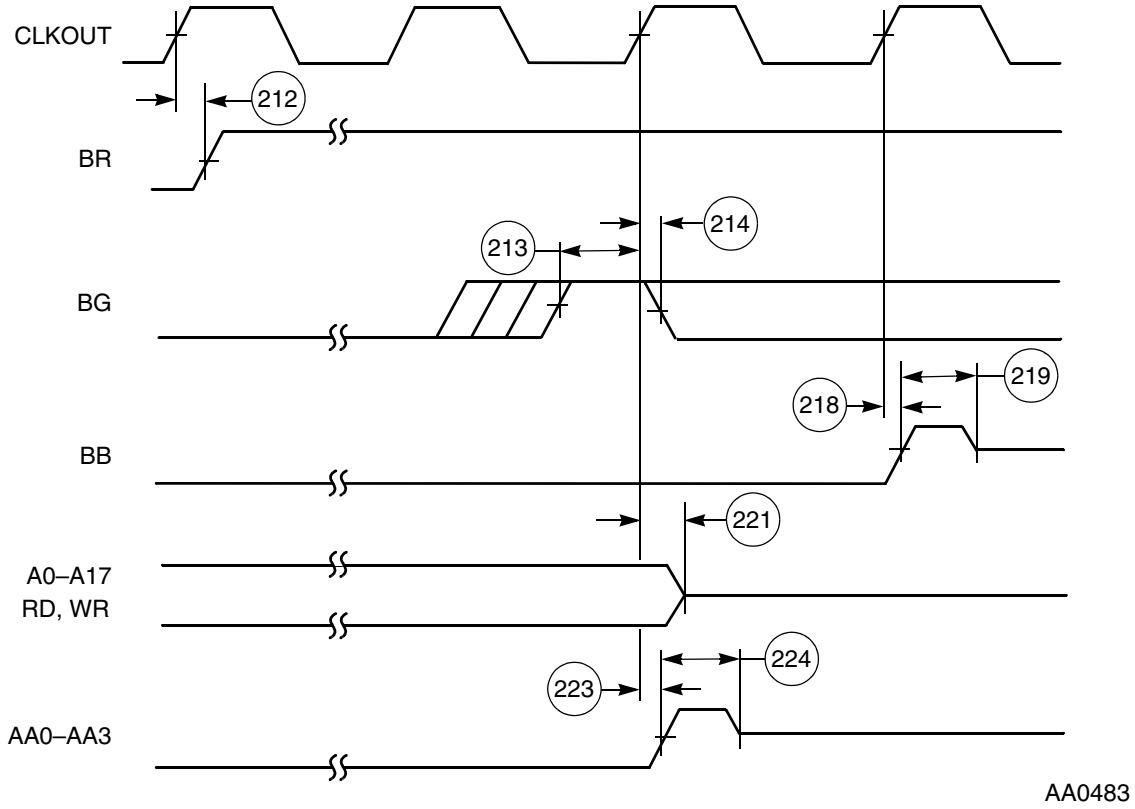 CLKOUT
212
BR
214
213
BG
219
218
BB
221
A0–A17
RD, WR
224
223
AA0–AA3
AA0483